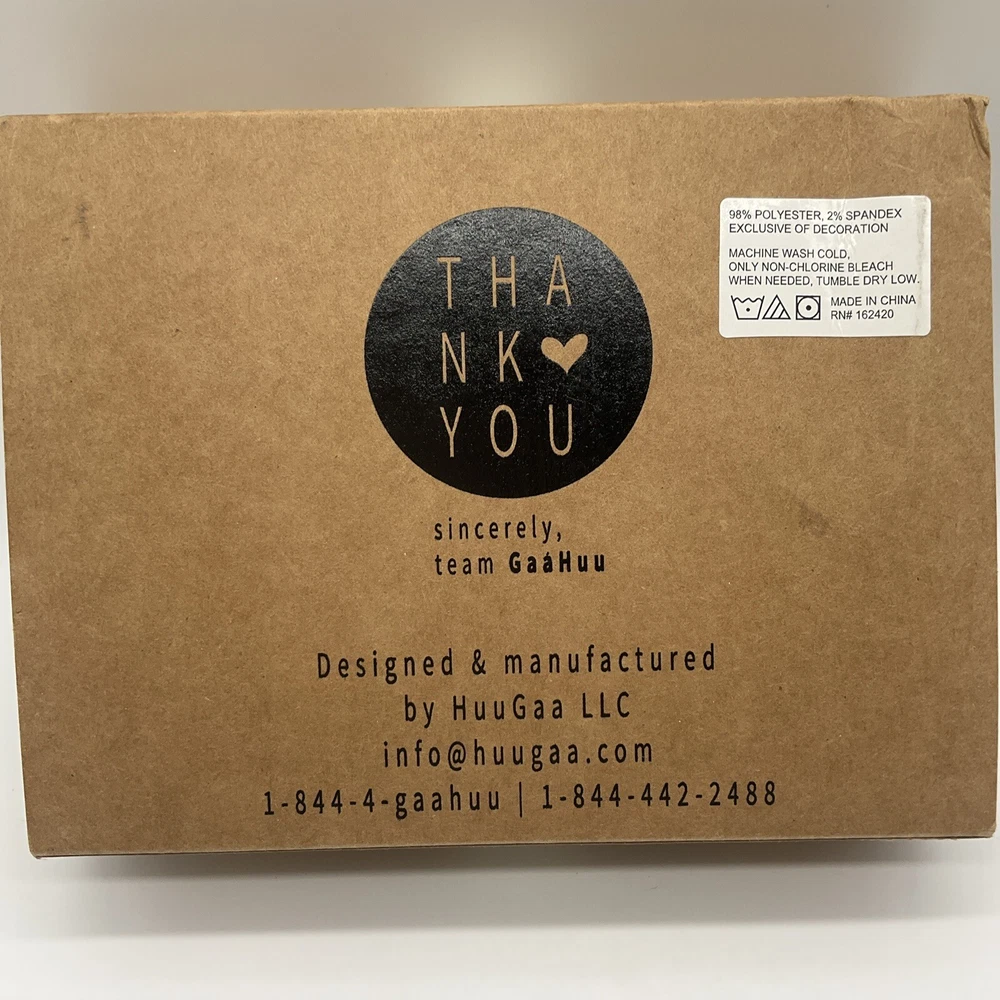 THA
NK♥
YOU
sincerely,
team GaáHuu
Designed & manufactured
by HuuGaa LLC
info@huugaa.com
1-844-4-gaahuu | 1-844-442-2488
98% POLYESTER, 2% SPANDEX
EXCLUSIVE OF DECORATION
MACHINE WASH COLD,
ONLY NON-CHLORINE BLEACH
WHEN NEEDED, TUMBLE DRY LOW.
MADE IN CHINA
RN# 162420